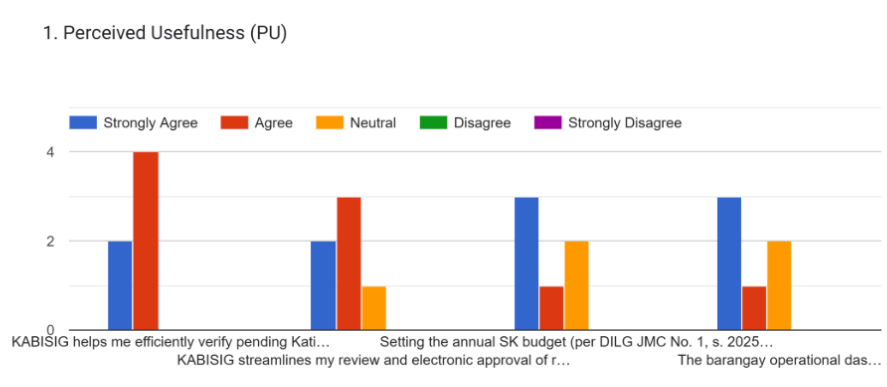 1. Perceived Usefulness (PU)
Strongly Agree Agree Neutral Disagree Strongly Disagree
4
2
0
KABISIG helps me efficiently verify pending Kati… Setting the annual SK budget (per DILG JMC No. 1, s. 2025…
KABISIG streamlines my review and electronic approval of r… The barangay operational das…